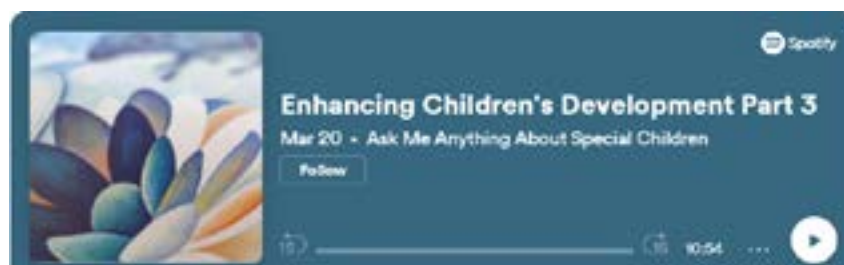 Spotify
Enhancing Children's Development Part 3
Mar 20 • Ask Me Anything About Special Children
Follow
15 15 10:54 ...